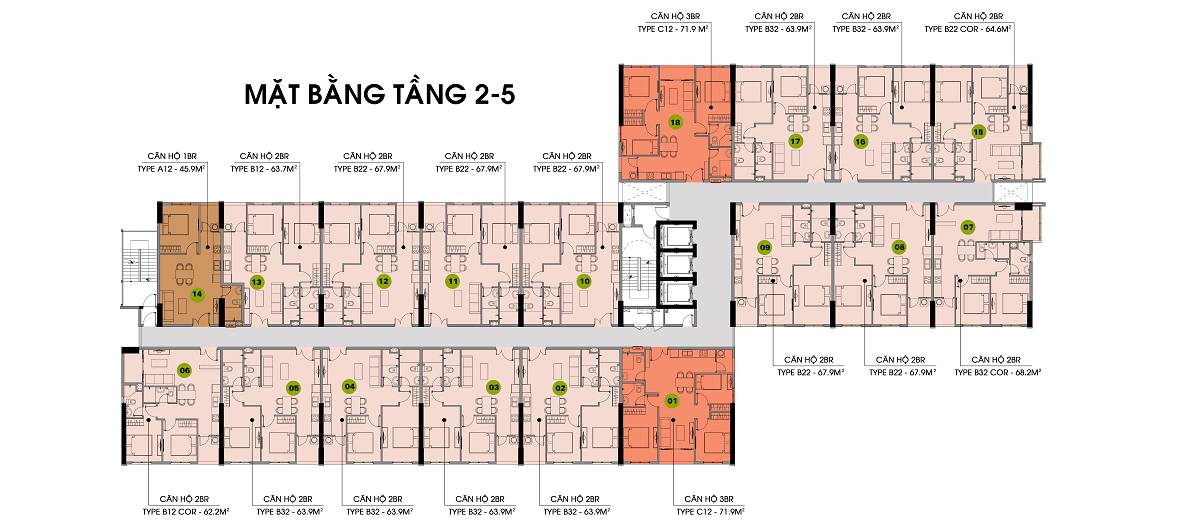 CĂN HỘ 3BR
TYPE C12 - 71.9 M²
CĂN HỘ 2BR
TYPE B32 - 63.9M²
CĂN HỘ 2BR
TYPE B32 - 63.9M²
CĂN HỘ 2BR
TYPE B22 COR - 64.6M²
MẶT BẰNG TẦNG 2-5
18
17
16
15
CĂN HỘ 1BR
TYPE A12 - 45.9M²
CĂN HỘ 2BR
TYPE B12 - 63.7M²
CĂN HỘ 2BR
TYPE B22 - 67.9M²
CĂN HỘ 2BR
TYPE B22 - 67.9M²
CĂN HỘ 2BR
TYPE B22 - 67.9M²
14
13
12
11
10
09
08
07
06
05
04
03
02
01
CĂN HỘ 2BR
TYPE B22 - 67.9M²
CĂN HỘ 2BR
TYPE B22 - 67.9M²
CĂN HỘ 2BR
TYPE B32 COR - 68.2M²
CĂN HỘ 2BR
TYPE B12 COR - 62.2M²
CĂN HỘ 2BR
TYPE B32 - 63.9M²
CĂN HỘ 2BR
TYPE B32 - 63.9M²
CĂN HỘ 2BR
TYPE B32 - 63.9M²
CĂN HỘ 2BR
TYPE B32 - 63.9M²
CĂN HỘ 3BR
TYPE C12 - 71.9M²